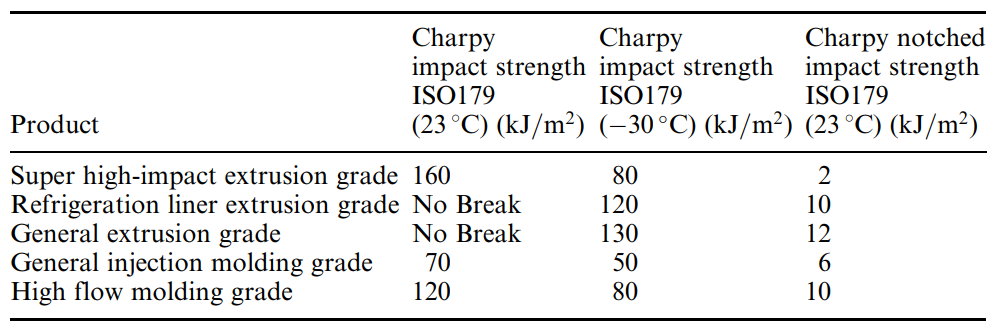 Charpy Charpy Charpy notched
impact strength impact strength impact strength
ISO179 ISO179 ISO179
Product (23 °C) (kJ/m²) (−30 °C) (kJ/m²) (23 °C) (kJ/m²)
Super high-impact extrusion grade 160 80 2
Refrigeration liner extrusion grade No Break 120 10
General extrusion grade No Break 130 12
General injection molding grade 70 50 6
High flow molding grade 120 80 10